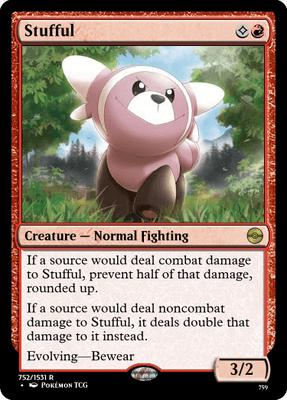 Stufful
Creature — Normal Fighting
If a source would deal combat damage
to Stufful, prevent half of that damage,
rounded up.
If a source would deal noncombat
damage to Stufful, it deals double that
damage to it instead.
Evolving—Bewear
3/2
752/1531 R
• Pokémon TCG
759